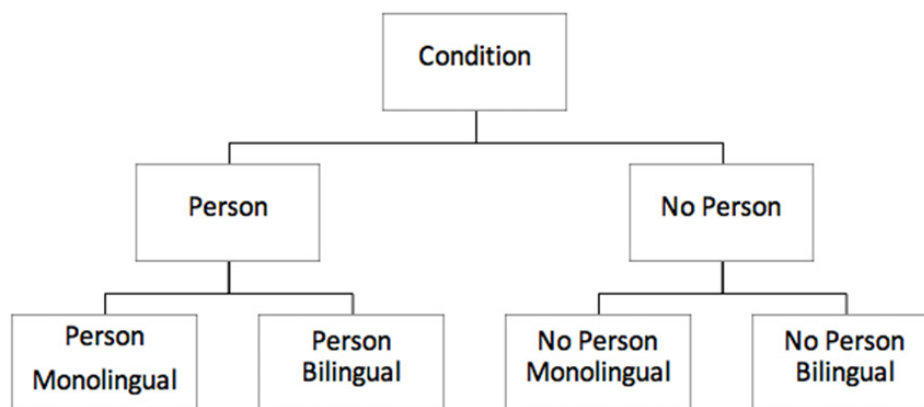 Condition
Person
No Person
Person
Monolingual
Person
Bilingual
No Person
Monolingual
No Person
Bilingual